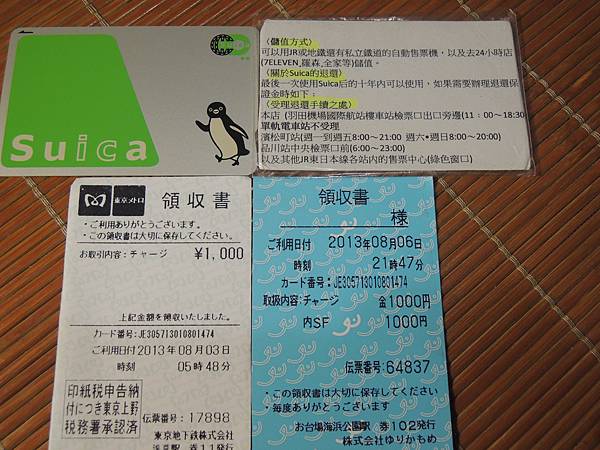 Suica
〈儲值方式〉
可以用JR或地鐵還有私立鐵道的自動售票機，以及去24小時店
(7ELEVEN,羅森,全家等)儲值。
〈關於Suica的退還〉
最後一次使用Suica后的十年內可以使用，如果需要辦理退還保
證金時如下：
〈受理退還手續之處〉
本店 (羽田機場國際航站樓車站檢票口出口旁邊(11：00～18:30
單軌電車站不受理
濱松町站(週一到週五8:00～21:00 週六•週日8:00～20:00)
品川站中央檢票口前(6:00～23:00)
以及其他JR東日本線各站内的售票中心(綠色窗口)
東京メトロ 領収書
・ご利用ありがとうございます。
・この領収書は大切に保存してください。
お取引内容：チャージ ¥1,000
上記金額を領収いたしました。
カード番号：JE305713010801474
ご利用日付 2013年08月03日
時刻 05時48分
印紙税申告納
付につき東京上野
税務署承認済
伝票番号：17898
東京地下鉄株式会社
浅草駅 券11発行
領収書
様
ご利用日付 2013年08月06日
時刻 21時47分
カード番号：JE305713010801474
取扱内容：チャージ 金1000円
内SF 1000円
伝票番号：64837
・この領収書は大切に保存してください
・毎度ありがとうございます
お台場海浜公園駅 券102発行
株式会社ゆりかもめ